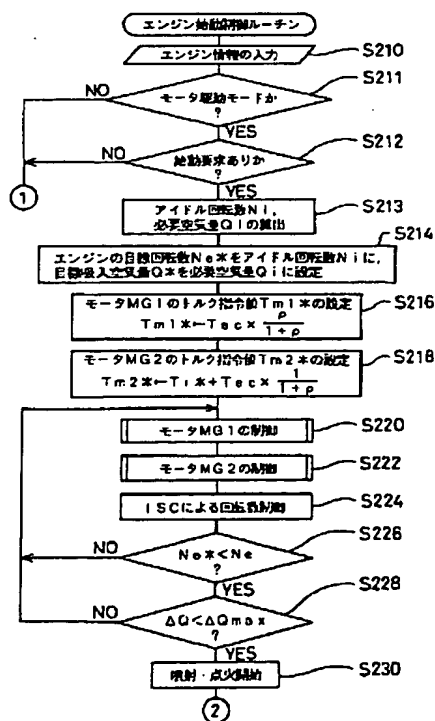 エンジン始動制御ルーチン
エンジン情報の入力
S210
モータ駆動モードか
?
S211
NO
YES
始動要求ありか
?
S212
NO
YES
1
アイドル回転数Ni,
必要空気量Qiの算出
S213
エンジンの目標回転数Ne*をアイドル回転数Niに,
目標吸入空気量Q*を必要空気量Qiに設定
S214
モータMG1のトルク指令値Tm1*の設定
Tm1*←Tec×ρ/1+ρ
S216
モータMG2のトルク指令値Tm2*の設定
Tm2*←Tr*+Tec×1/1+ρ
S218
モータMG1の制御
S220
モータMG2の制御
S222
ISCによる回転数制御
S224
Ne*<Ne
?
S226
NO
YES
ΔQ<ΔQmax
?
S228
NO
YES
噴射・点火開始
S230
2